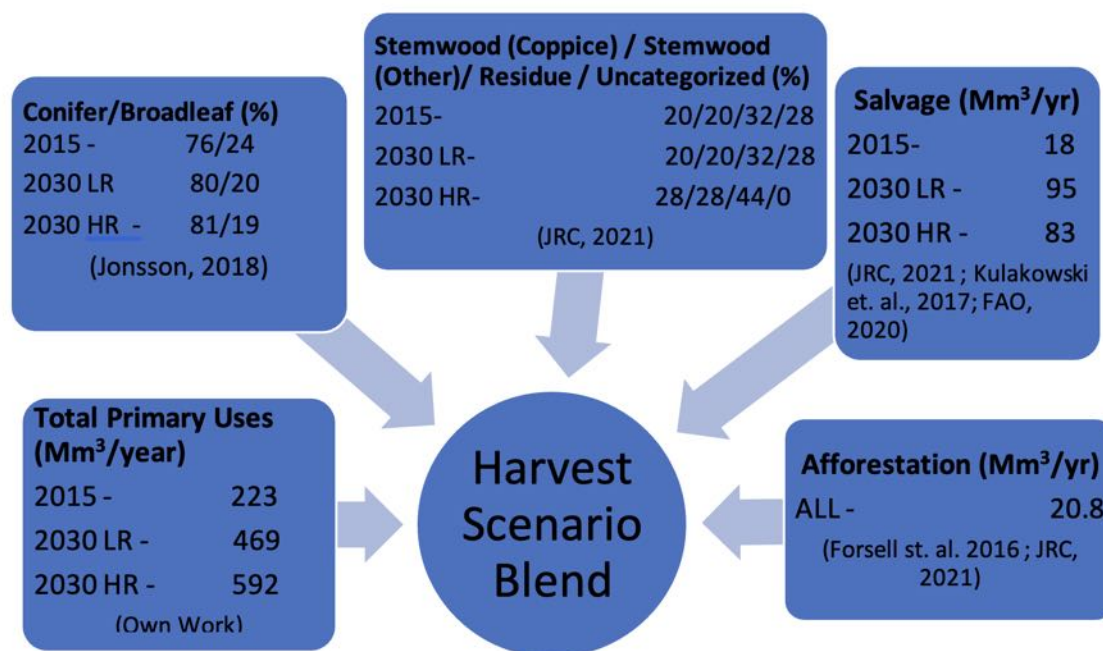 Conifer/Broadleaf (%)
2015 - 76/24
2030 LR 80/20
2030 HR - 81/19
(Jonsson, 2018)
Stemwood (Coppice) / Stemwood
(Other)/ Residue / Uncategorized (%)
2015- 20/20/32/28
2030 LR- 20/20/32/28
2030 HR- 28/28/44/0
(JRC, 2021)
Salvage (Mm³/yr)
2015- 18
2030 LR - 95
2030 HR - 83
(JRC, 2021 ; Kulakowski
et. al., 2017; FAO,
2020)
Total Primary Uses
(Mm³/year)
2015 - 223
2030 LR - 469
2030 HR - 592
(Own Work)
Harvest
Scenario
Blend
Afforestation (Mm³/yr)
ALL - 20.8
(Forsell st. al. 2016 ; JRC,
2021)